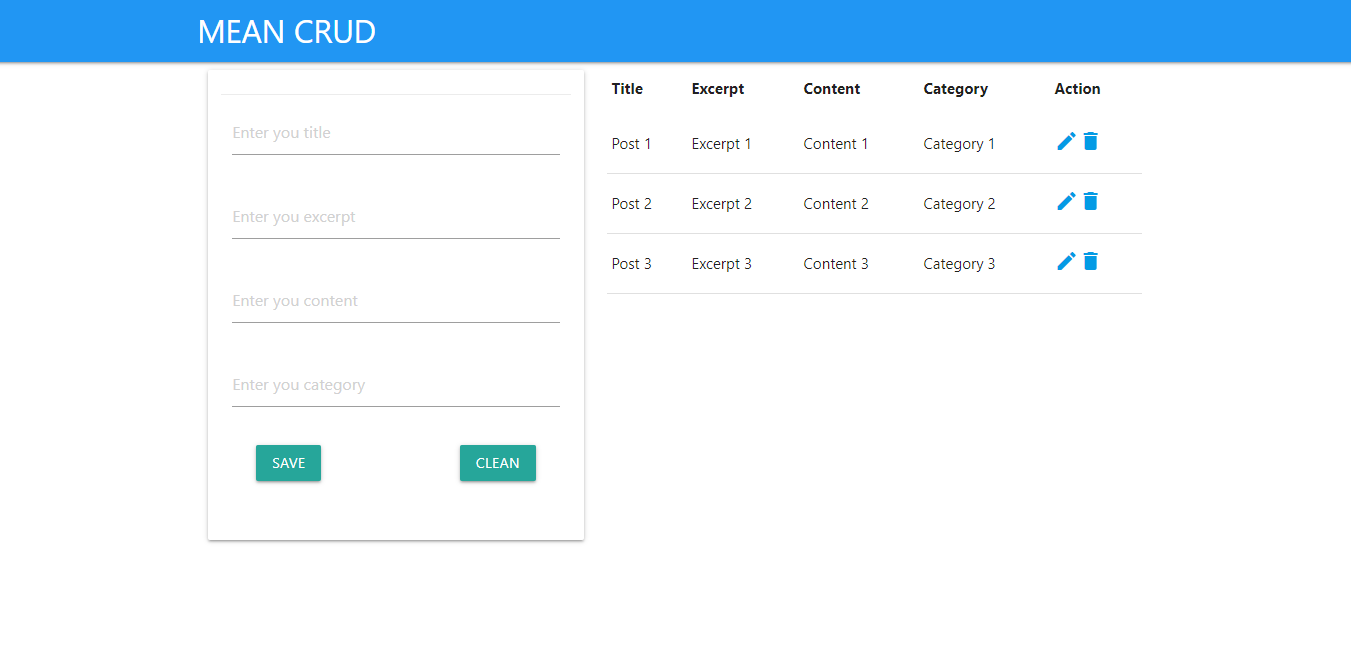 MEAN CRUD
Enter you title
Enter you excerpt
Enter you content
Enter you category
SAVE CLEAN
Title Excerpt Content Category Action
Post 1 Excerpt 1 Content 1 Category 1
Post 2 Excerpt 2 Content 2 Category 2
Post 3 Excerpt 3 Content 3 Category 3